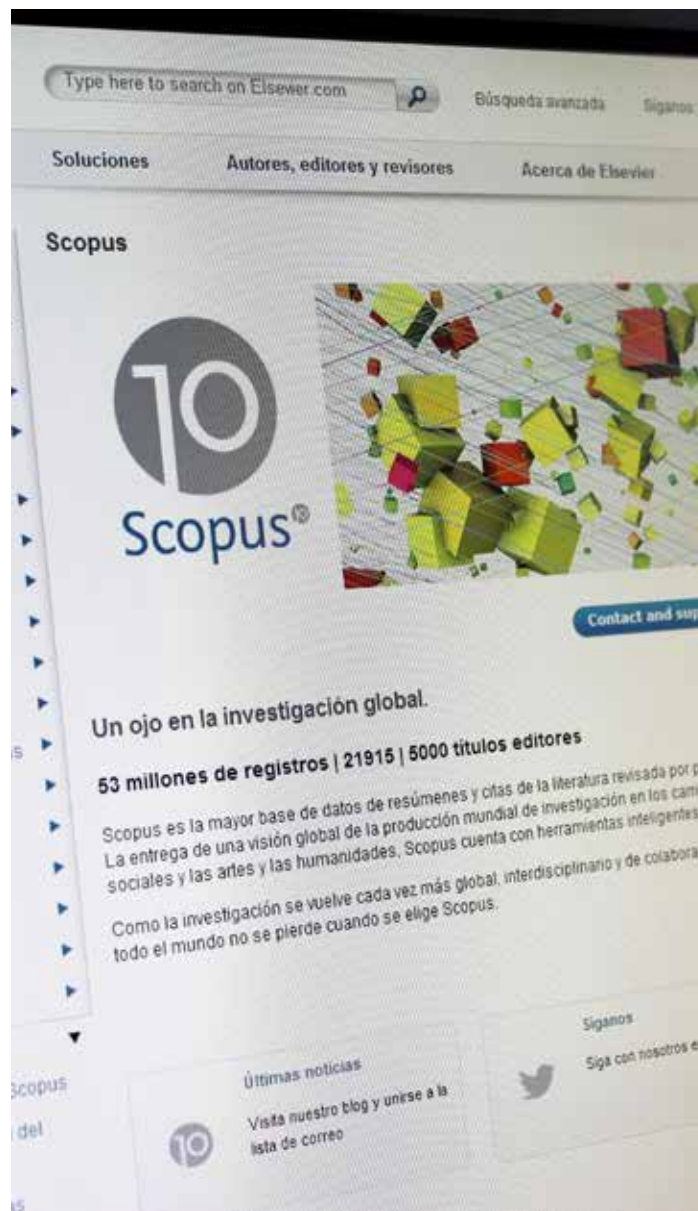 Type here to search on Elsevier.com
Búsqueda avanzada
Síganos
Soluciones
Autores, editores y revisores
Acerca de Elsevier
Scopus
10
Scopus®
Contact and sup
Un ojo en la investigación global.
53 millones de registros | 21915 | 5000 títulos editores
Scopus es la mayor base de datos de resúmenes y citas de la literatura revisada por p
La entrega de una visión global de la producción mundial de investigación en los cam
sociales y las artes y las humanidades, Scopus cuenta con herramientas inteligentes
Como la investigación se vuelve cada vez más global, interdisciplinario y de colabora
todo el mundo no se pierde cuando se elige Scopus.
Scopus
del
as
10
Últimas noticias
Visita nuestro blog y unirse a la
lista de correo
Síganos
Siga con nosotros e